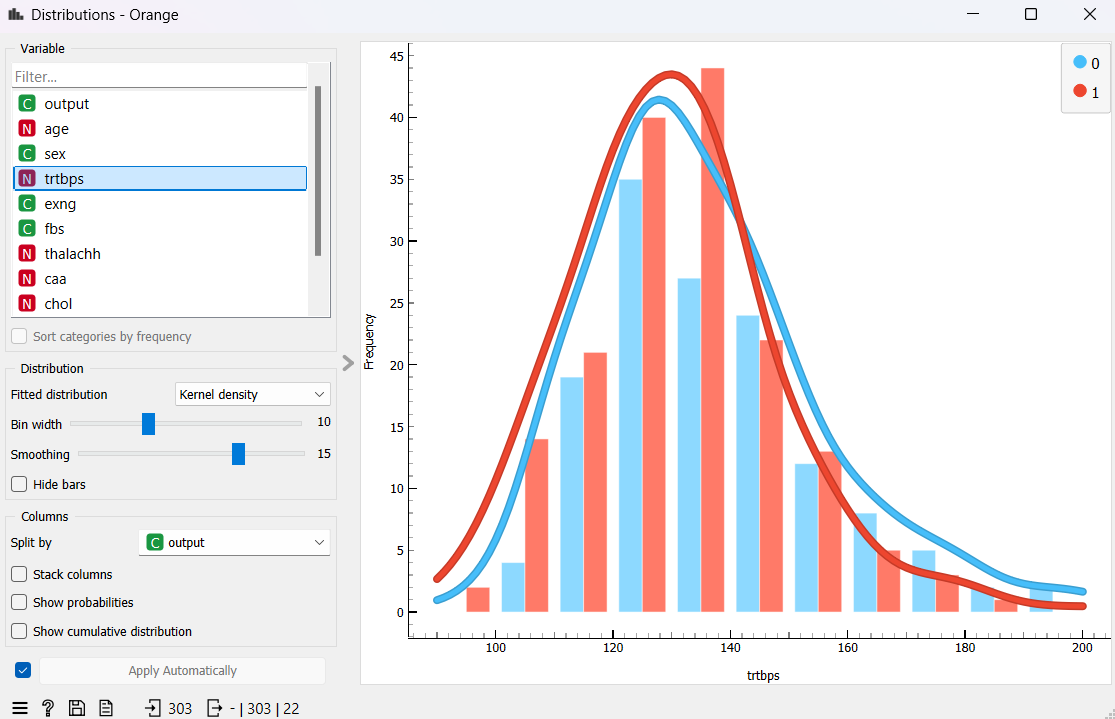 Distributions - Orange
Variable
Filter...
C output
N age
C sex
N trtbps
C exng
C fbs
N thalachh
N caa
N chol
Sort categories by frequency
Distribution
Fitted distribution Kernel density
Bin width 10
Smoothing 15
Hide bars
Columns
Split by C output
Stack columns
Show probabilities
Show cumulative distribution
Apply Automatically
? 303 - | 303 | 22
Frequency
45
40
35
30
25
20
15
10
5
0
100 120 140 160 180 200
trtbps
0
1